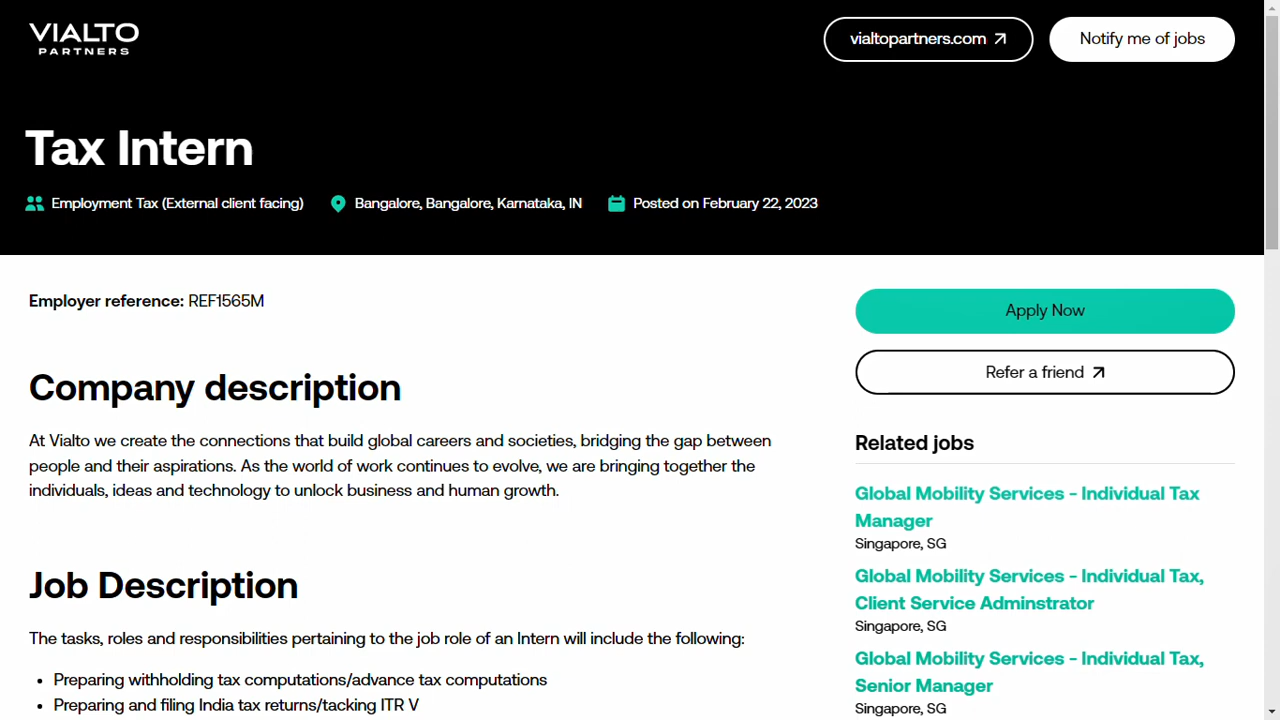 VIALTO
PARTNERS
vialtopartners.com
Notify me of jobs
Tax Intern
Employment Tax (External client facing)
Bangalore, Bangalore, Karnataka, IN
Posted on February 22, 2023
Employer reference: REF1565M
Company description
At Vialto we create the connections that build global careers and societies, bridging the gap between
people and their aspirations. As the world of work continues to evolve, we are bringing together the
individuals, ideas and technology to unlock business and human growth.
Job Description
The tasks, roles and responsibilities pertaining to the job role of an Intern will include the following:
• Preparing withholding tax computations/advance tax computations
• Preparing and filing India tax returns/tacking ITR V
Apply Now
Refer a friend
Related jobs
Global Mobility Services - Individual Tax
Manager
Singapore, SG
Global Mobility Services - Individual Tax,
Client Service Adminstrator
Singapore, SG
Global Mobility Services - Individual Tax,
Senior Manager
Singapore, SG